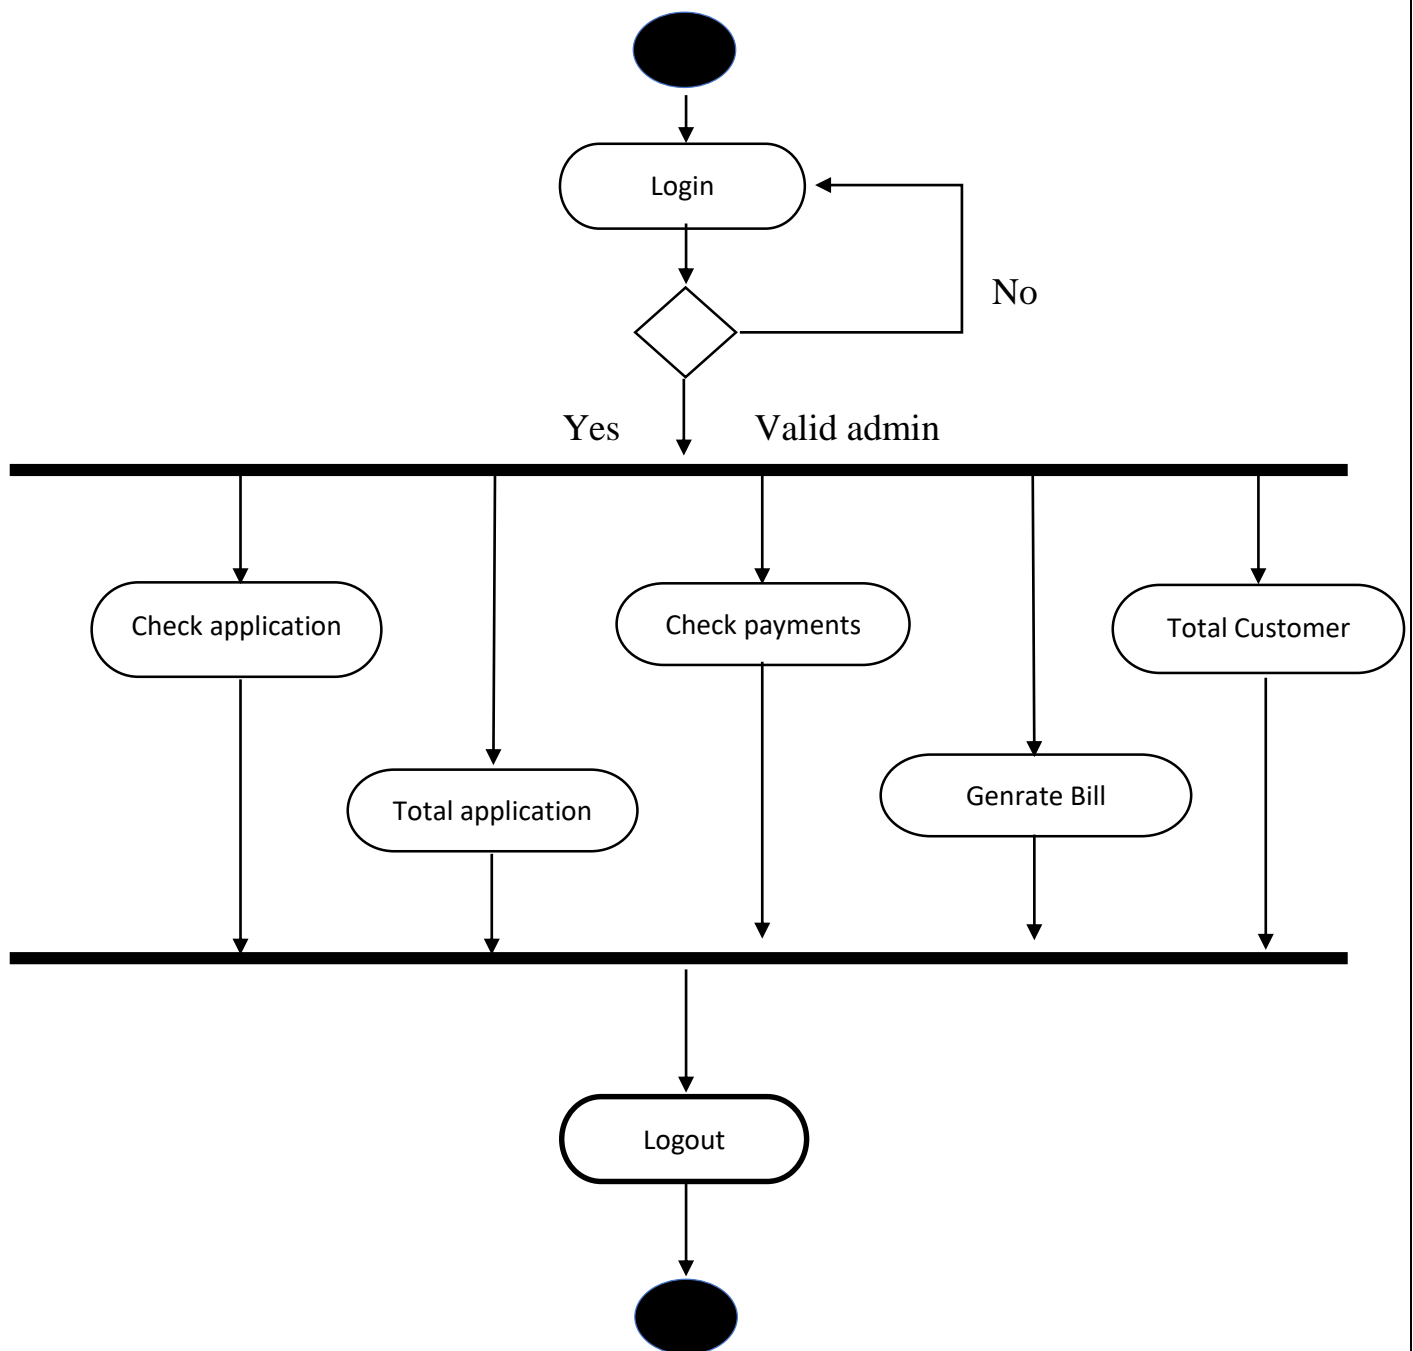 Login
No
Yes
Valid admin
Check application
Check payments
Total Customer
Total application
Genrate Bill
Logout